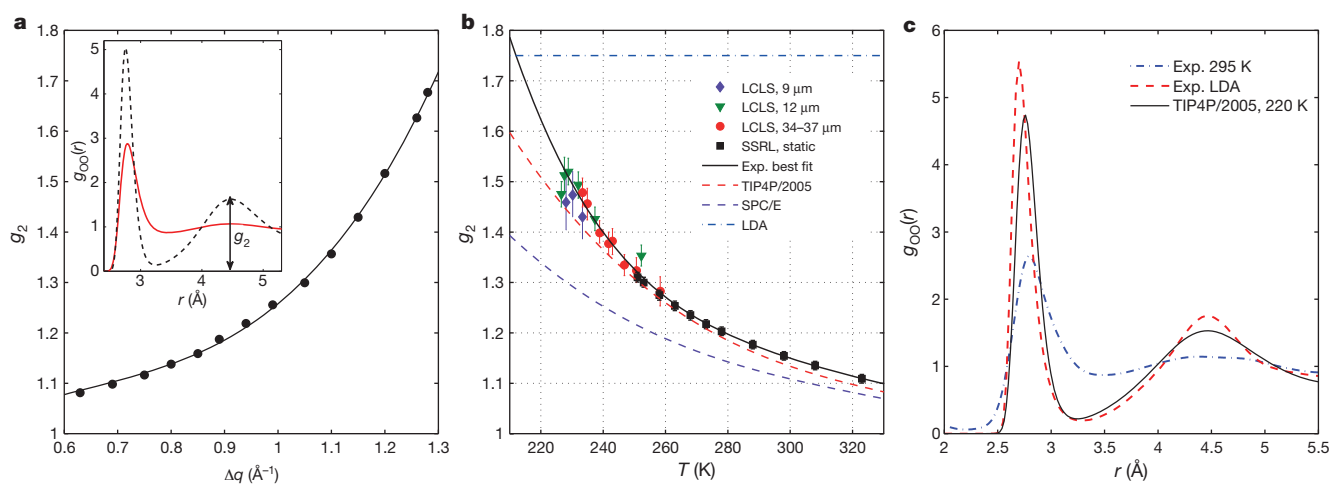 a
g₂
1.8
1.7
1.6
1.5
1.4
1.3
1.2
1.1
1
0.6 0.7 0.8 0.9 1.0 1.1 1.2 1.3
Δq (Å⁻¹)
g_OO(r)
5
4
3
2
1
0
3 4 5
r (Å)
g₂
b
g₂
1.8
1.7
1.6
1.5
1.4
1.3
1.2
1.1
1
220 240 260 280 300 320
T (K)
LCLS, 9 μm
LCLS, 12 μm
LCLS, 34–37 μm
SSRL, static
Exp. best fit
TIP4P/2005
SPC/E
LDA
c
g_OO(r)
6
5
4
3
2
1
0
2 2.5 3 3.5 4 4.5 5 5.5
r (Å)
Exp. 295 K
Exp. LDA
TIP4P/2005, 220 K